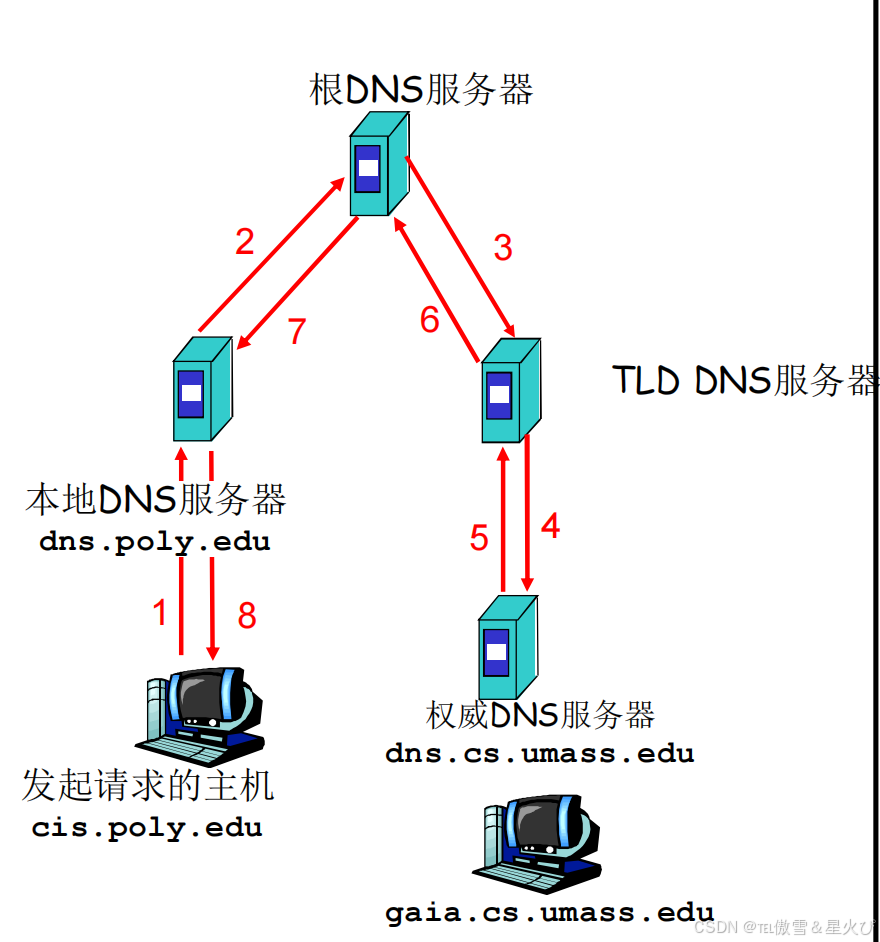 根DNS服务器
2
3
7
6
TLD DNS服务器
本地DNS服务器
dns.poly.edu
5
4
1
8
权威DNS服务器
dns.cs.umass.edu
发起请求的主机
cis.poly.edu
gaia.cs.umass.edu
CSDN @℡傲雪&星火び